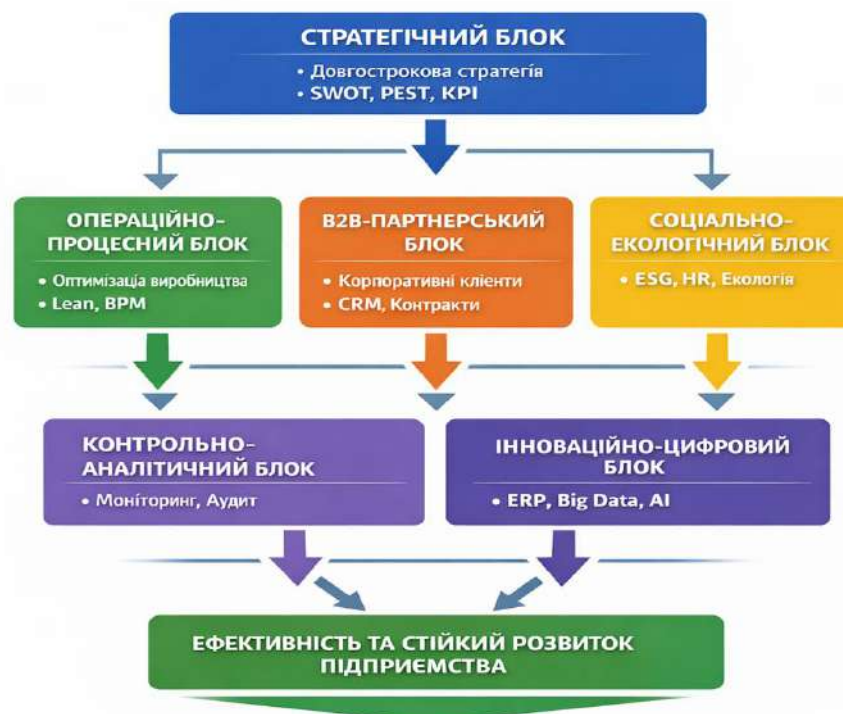 СТРАТЕГІЧНИЙ БЛОК
• Довгострокова стратегія
• SWOT, PEST, KPI
ОПЕРАЦІЙНО-
ПРОЦЕСНИЙ БЛОК
• Оптимізація виробництва
• Lean, BPM
B2B-ПАРТНЕРСЬКИЙ
БЛОК
• Корпоративні клієнти
• CRM, Контракти
СОЦІАЛЬНО-
ЕКОЛОГІЧНИЙ БЛОК
• ESG, HR, Екологія
КОНТРОЛЬНО-
АНАЛІТИЧНИЙ БЛОК
• Моніторинг, Аудит
ІННОВАЦІЙНО-ЦИФРОВИЙ
БЛОК
• ERP, Big Data, AI
ЕФЕКТИВНІСТЬ ТА СТІЙКИЙ РОЗВИТОК
ПІДПРИЄМСТВА